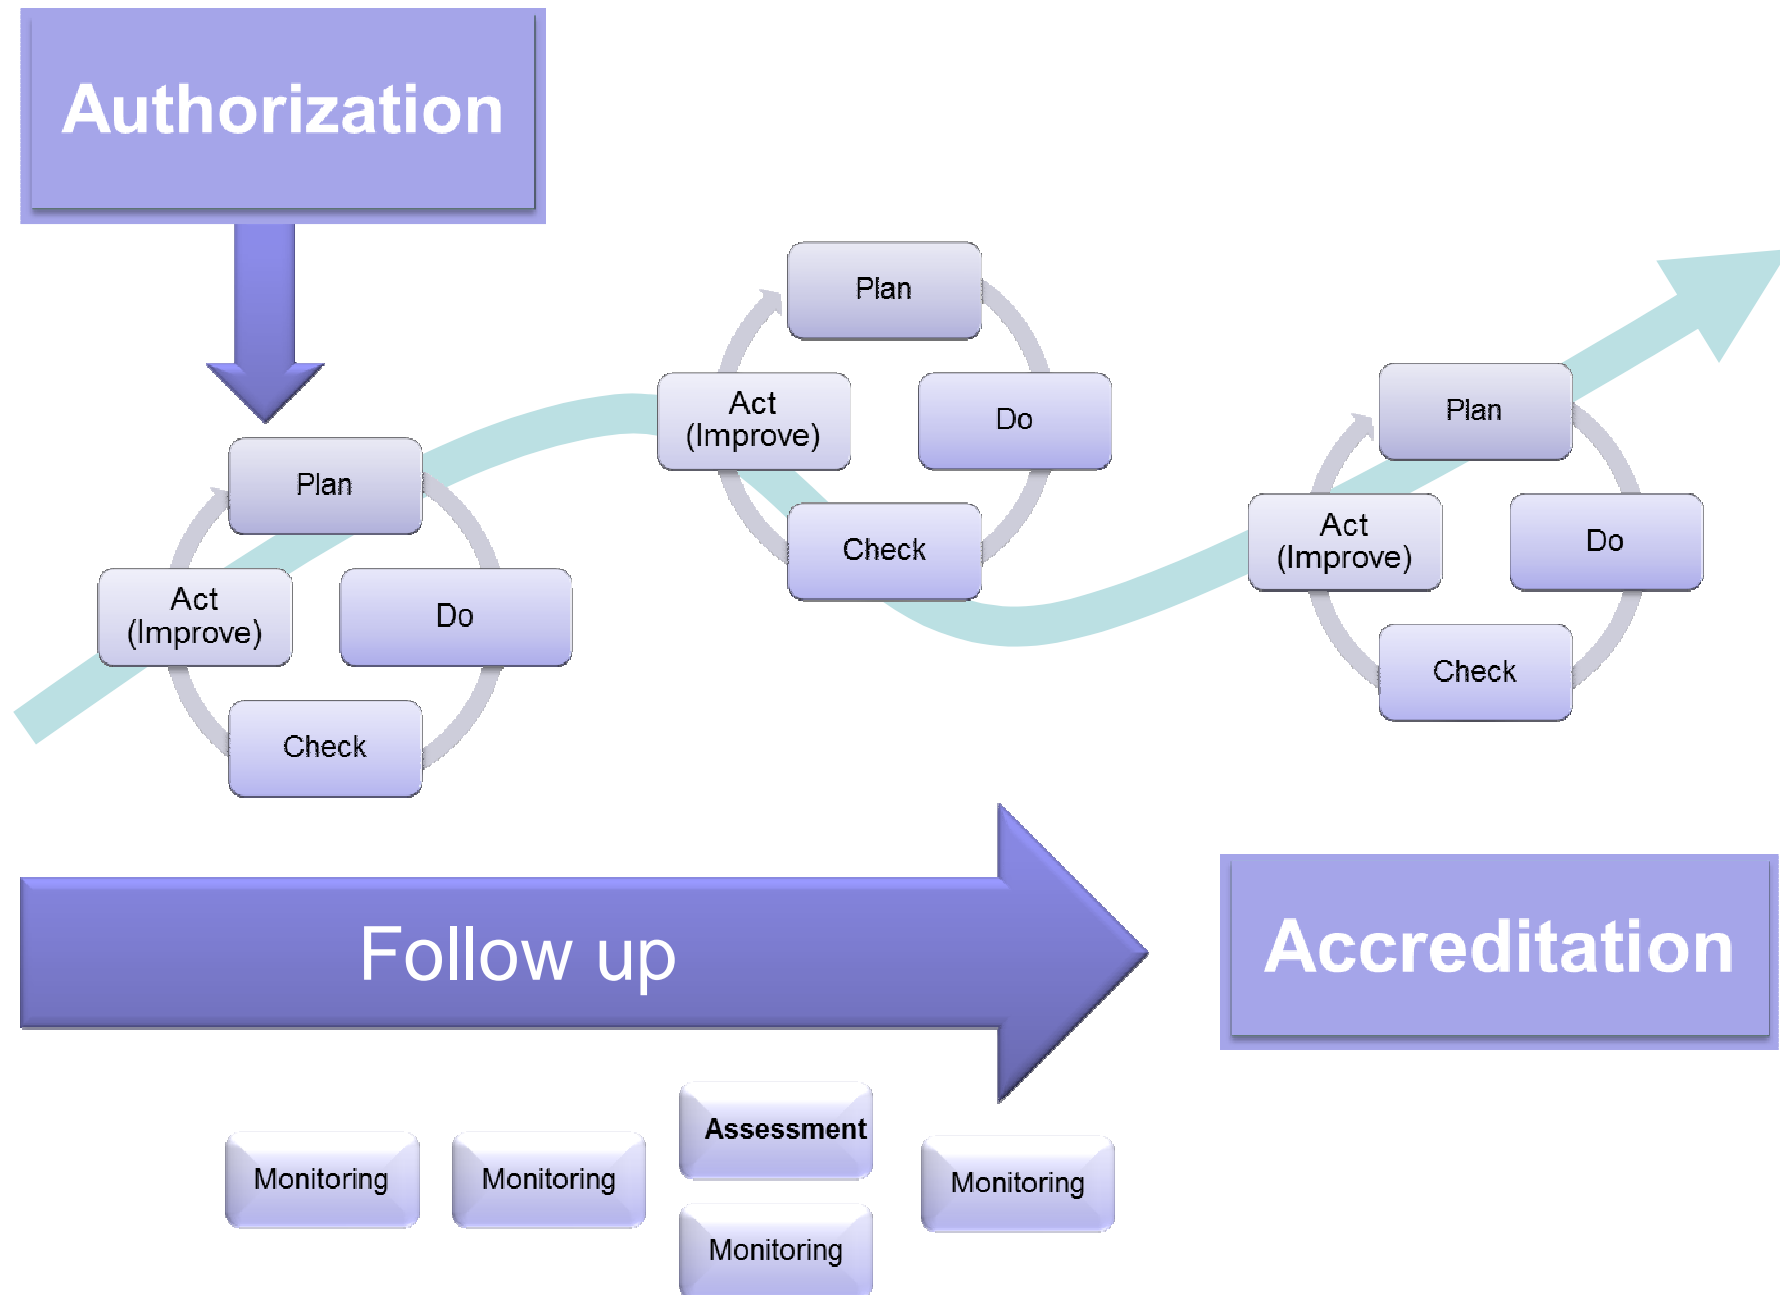 Authorization
Plan
Act
(Improve)
Do
Check
Plan
Act
(Improve)
Do
Check
Plan
Act
(Improve)
Do
Check
Follow up
Accreditation
Monitoring
Monitoring
Assessment
Monitoring
Monitoring